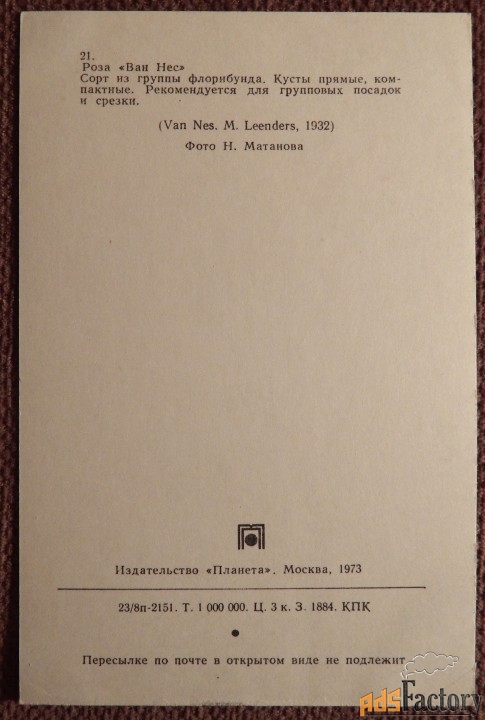 21.
Роза «Ван Нес»
Сорт из группы флорибунда. Кусты прямые, ком-
пактные. Рекомендуется для групповых посадок
и срезки.
(Van Nes. M. Leenders, 1932)
Фото Н. Матанова
Издательство «Планета». Москва, 1973
23/8п-2151. Т. 1 000 000. Ц. 3 к. З. 1884. КПК
Пересылке по почте в открытом виде не подлежит
adsFactory